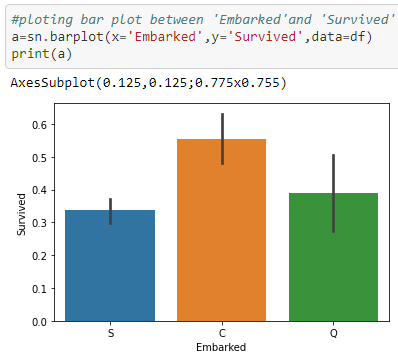 #ploting bar plot between 'Embarked'and 'Survived'
a=sn.barplot(x='Embarked',y='Survived',data=df)
print(a)
AxesSubplot(0.125,0.125;0.775x0.755)
0.6
0.5
0.4
0.3
0.2
0.1
0.0
Survived
S C Q
Embarked